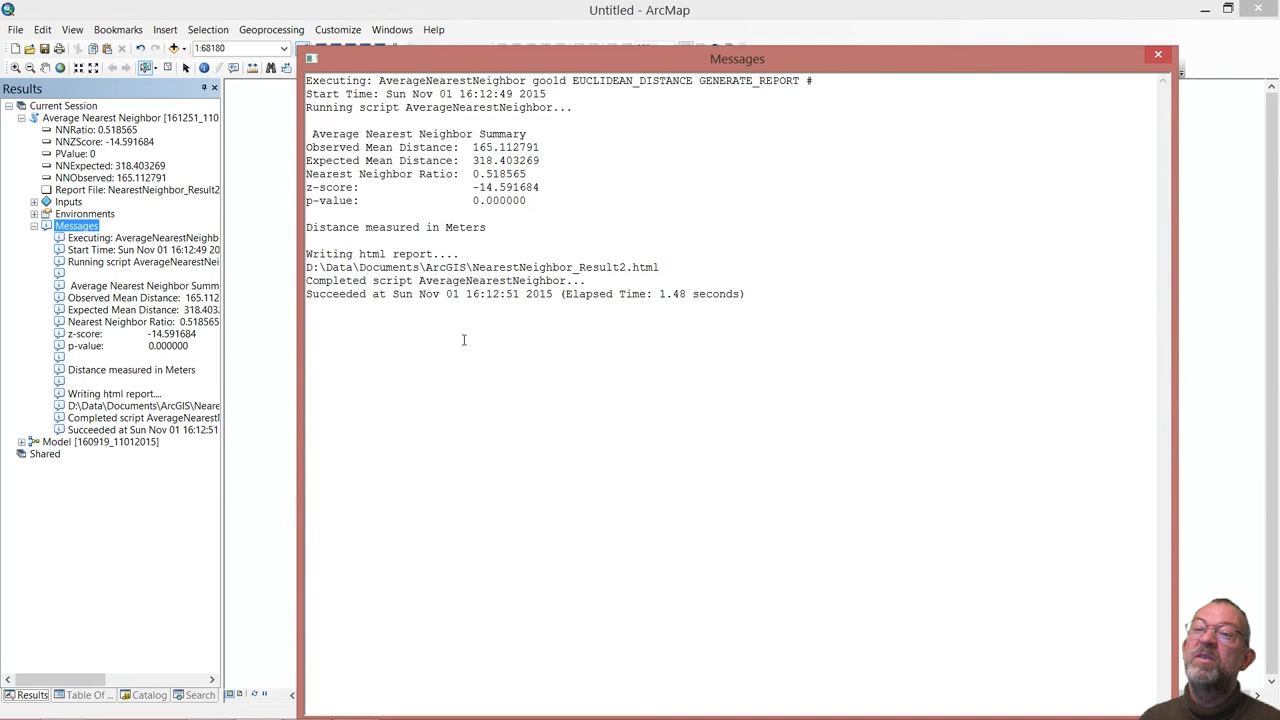 Untitled - ArcMap
File Edit View Bookmarks Insert Selection Geoprocessing Customize Windows Help
1:68180
Results
Current Session
Average Nearest Neighbor [161251_110
NNRatio: 0.518565
NNZScore: -14.591684
PValue: 0
NNExpected: 318.403269
NNObserved: 165.112791
Report File: NearestNeighbor_Result2
Inputs
Environments
Messages
Executing: AverageNearestNeighb
Start Time: Sun Nov 01 16:12:49 20
Running script AverageNearestNei
Average Nearest Neighbor Summ
Observed Mean Distance: 165.112
Expected Mean Distance: 318.403
Nearest Neighbor Ratio: 0.518565
z-score: -14.591684
p-value: 0.000000
Distance measured in Meters
Writing html report....
D:\Data\Documents\ArcGIS\Neare
Completed script AverageNearestl
Succeeded at Sun Nov 01 16:12:51
Model [160919_11012015]
Shared
Results Table Of ... Catalog Search
Messages
Executing: AverageNearestNeighbor goold EUCLIDEAN_DISTANCE GENERATE_REPORT #
Start Time: Sun Nov 01 16:12:49 2015
Running script AverageNearestNeighbor...
Average Nearest Neighbor Summary
Observed Mean Distance: 165.112791
Expected Mean Distance: 318.403269
Nearest Neighbor Ratio: 0.518565
z-score: -14.591684
p-value: 0.000000
Distance measured in Meters
Writing html report....
D:\Data\Documents\ArcGIS\NearestNeighbor_Result2.html
Completed script AverageNearestNeighbor...
Succeeded at Sun Nov 01 16:12:51 2015 (Elapsed Time: 1.48 seconds)